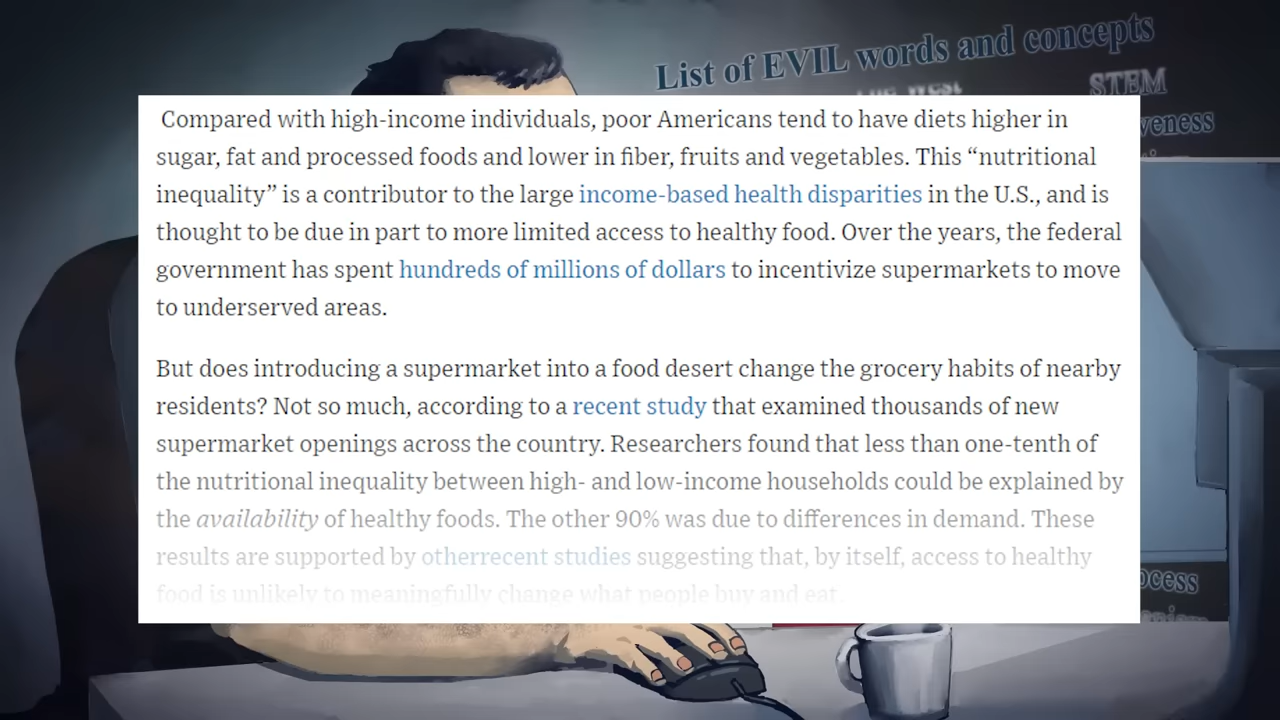 List of EVIL words and concepts
STEM
Compared with high-income individuals, poor Americans tend to have diets higher in
sugar, fat and processed foods and lower in fiber, fruits and vegetables. This “nutritional
inequality” is a contributor to the large income-based health disparities in the U.S., and is
thought to be due in part to more limited access to healthy food. Over the years, the federal
government has spent hundreds of millions of dollars to incentivize supermarkets to move
to underserved areas.
But does introducing a supermarket into a food desert change the grocery habits of nearby
residents? Not so much, according to a recent study that examined thousands of new
supermarket openings across the country. Researchers found that less than one-tenth of
the nutritional inequality between high- and low-income households could be explained by
the availability of healthy foods. The other 90% was due to differences in demand. These
results are supported by otherrecent studies suggesting that, by itself, access to healthy
food is unlikely to meaningfully change what people buy and eat.